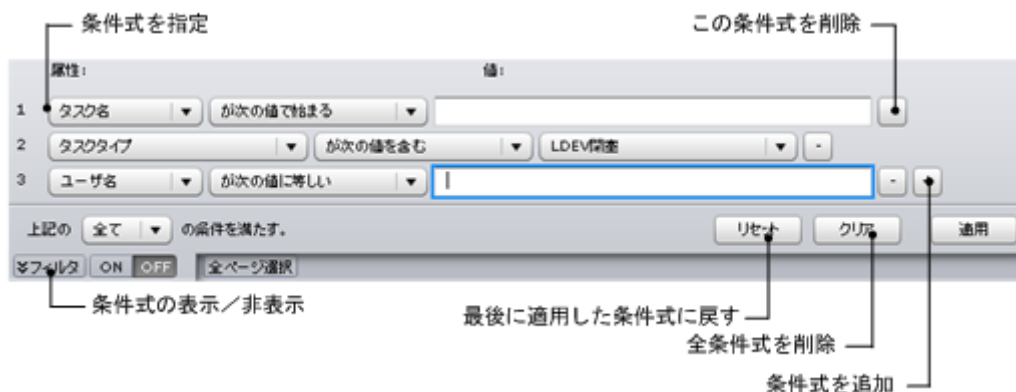 条件式を指定
この条件式を削除
属性:
値:
1 タスク名 が次の値で始まる
2 タスクタイプ が次の値を含む LDEV閉塞 -
3 ユーザ名 が次の値に等しい -
上記の 全て の条件を満たす。
リセット クリア 適用
フィルタ ON OFF 全ページ選択
条件式の表示／非表示
最後に適用した条件式に戻す
全条件式を削除
条件式を追加